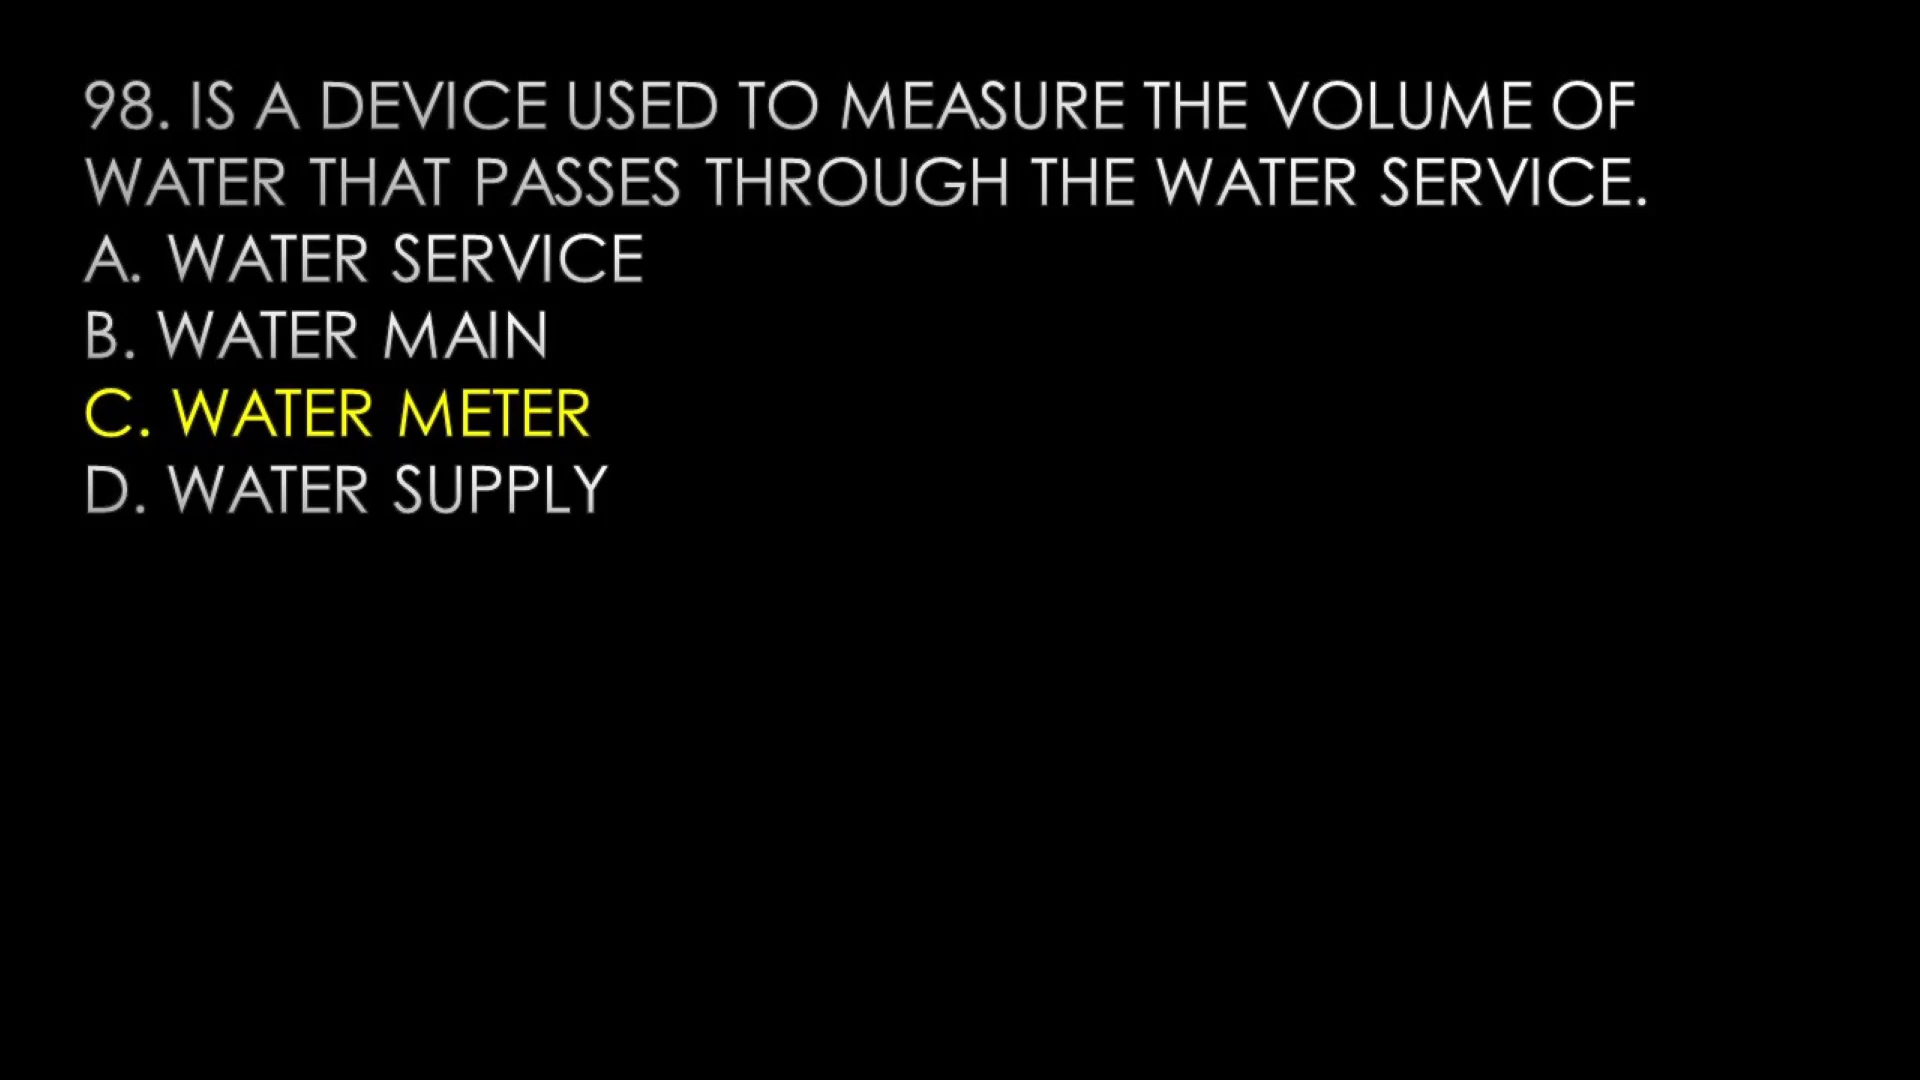 98. IS A DEVICE USED TO MEASURE THE VOLUME OF
WATER THAT PASSES THROUGH THE WATER SERVICE.
A. WATER SERVICE
B. WATER MAIN
C. WATER METER
D. WATER SUPPLY